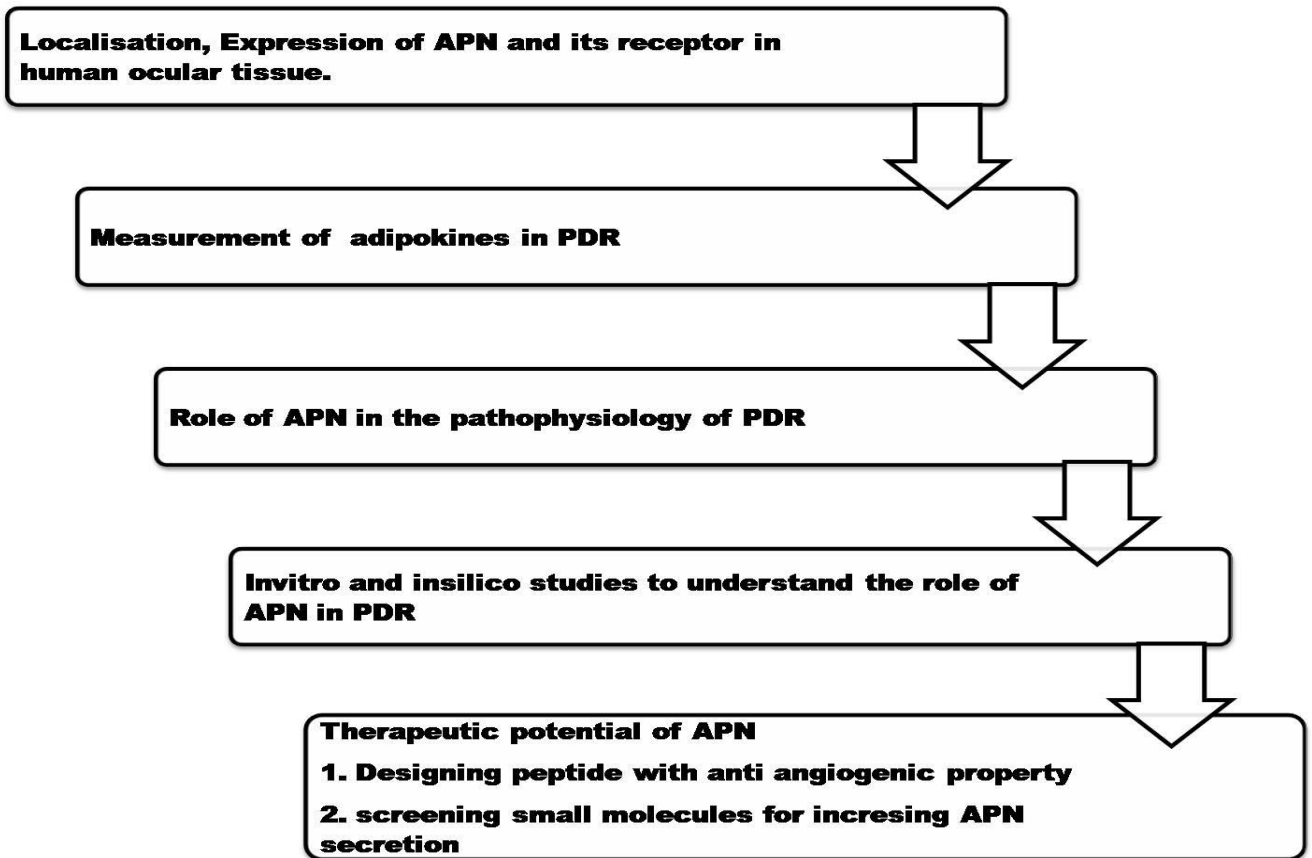 Localisation, Expression of APN and its receptor in
human ocular tissue.
Measurement of adipokines in PDR
Role of APN in the pathophysiology of PDR
Invitro and insilico studies to understand the role of
APN in PDR
Therapeutic potential of APN
1. Designing peptide with anti angiogenic property
2. screening small molecules for incresing APN
secretion